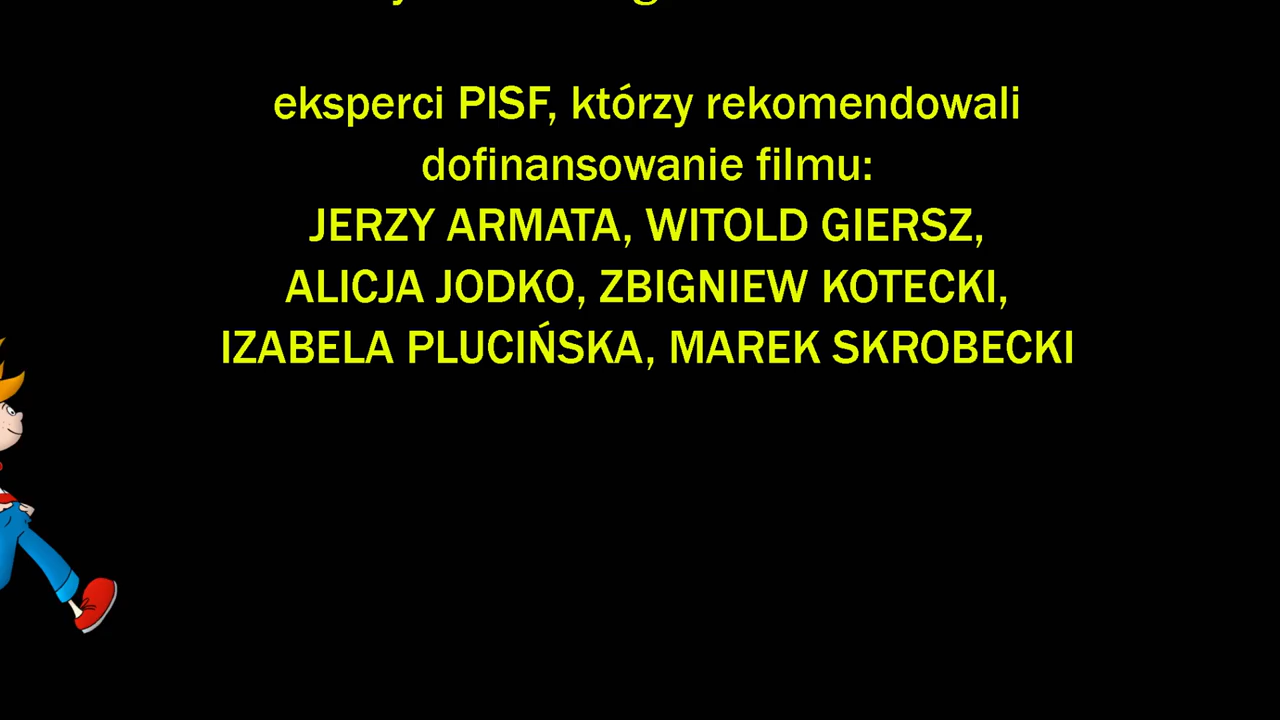 eksperci PISF, którzy rekomendowali
dofinansowanie filmu:
JERZY ARMATA, WITOLD GIERSZ,
ALICJA JODKO, ZBIGNIEW KOTECKI,
IZABELA PLUCIŃSKA, MAREK SKROBECKI